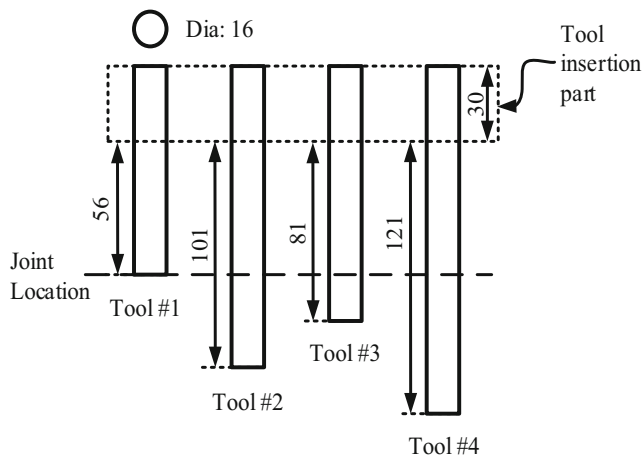 Dia: 16
Tool
insertion
part
30
56
101
81
121
Joint
Location
Tool #1
Tool #3
Tool #2
Tool #4